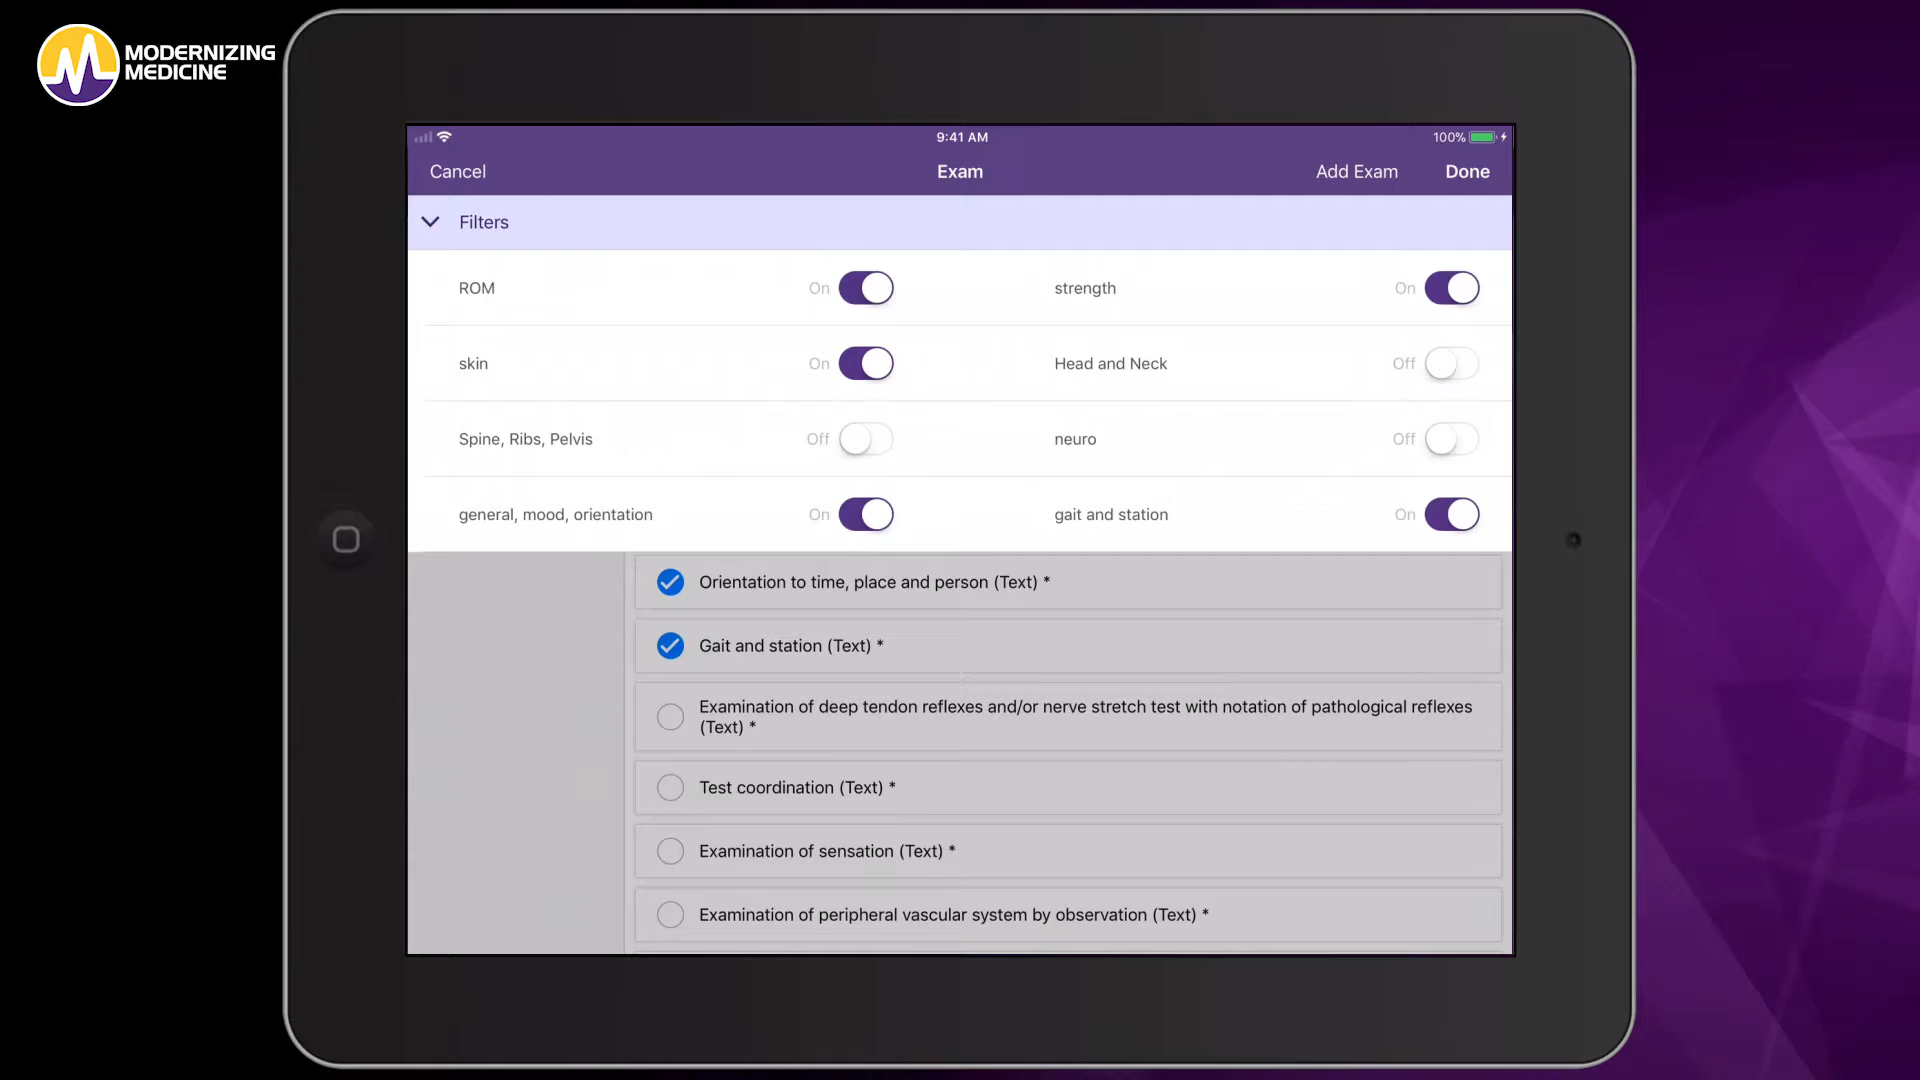 MODERNIZING
MEDICINE
9:41 AM
100%
Cancel
Exam
Add Exam
Done
Filters
ROM
On
strength
On
skin
On
Head and Neck
Off
Spine, Ribs, Pelvis
Off
neuro
Off
general, mood, orientation
On
gait and station
On
Orientation to time, place and person (Text) *
Gait and station (Text) *
Examination of deep tendon reflexes and/or nerve stretch test with notation of pathological reflexes
(Text) *
Test coordination (Text) *
Examination of sensation (Text) *
Examination of peripheral vascular system by observation (Text) *